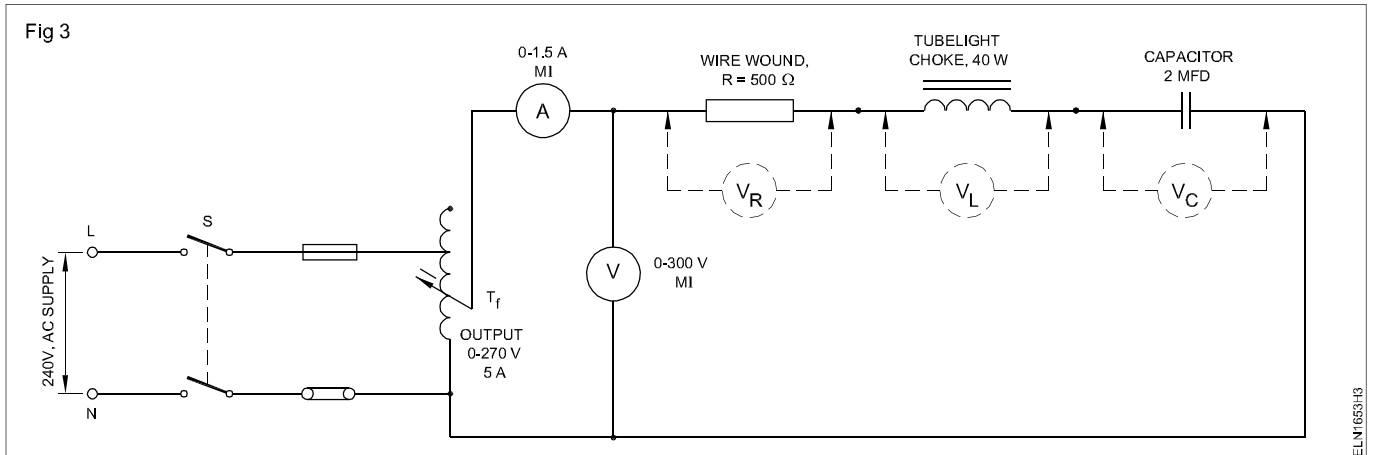 Fig 3
0-1.5 A
MI
A
WIRE WOUND,
R = 500 Ω
TUBELIGHT
CHOKE, 40 W
CAPACITOR
2 MFD
V_R
V_L
V_C
L
S
240V, AC SUPPLY
N
T_f
OUTPUT
0-270 V
5 A
V
0-300 V
MI
ELN1653H3